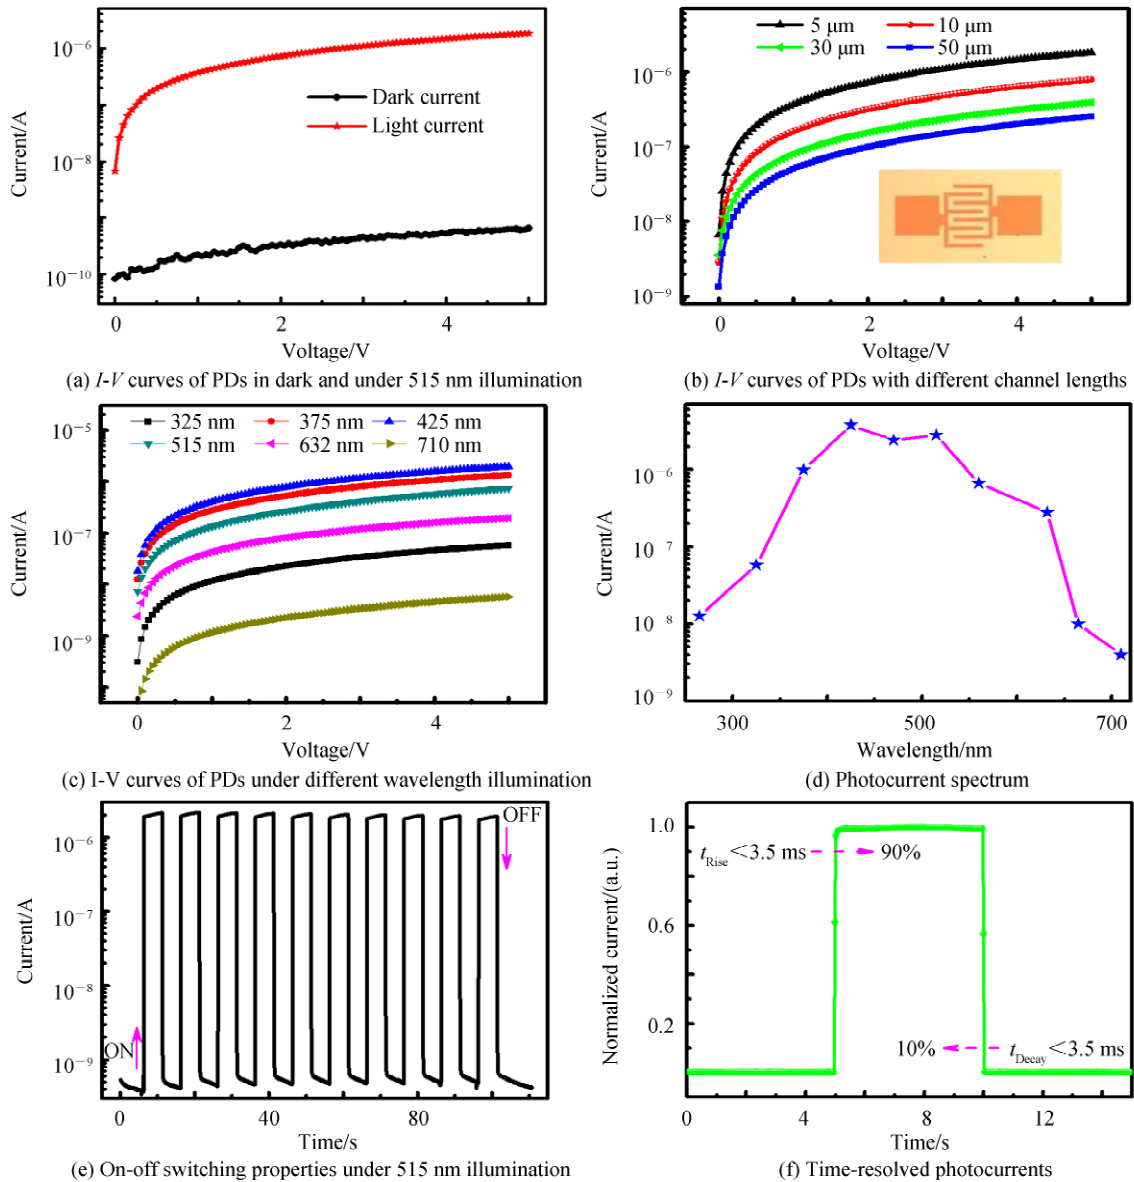 10⁻⁶
10⁻⁸
10⁻¹⁰
Current/A
Dark current
Light current
0 2 4
Voltage/V
(a) I-V curves of PDs in dark and under 515 nm illumination
5 μm 10 μm
30 μm 50 μm
10⁻⁶
10⁻⁷
10⁻⁸
10⁻⁹
Current/A
0 2 4
Voltage/V
(b) I-V curves of PDs with different channel lengths
325 nm 375 nm 425 nm
515 nm 632 nm 710 nm
10⁻⁵
10⁻⁶
10⁻⁷
10⁻⁹
Current/A
0 2 4
Voltage/V
(c) I-V curves of PDs under different wavelength illumination
10⁻⁶
10⁻⁷
10⁻⁸
10⁻⁹
Current/A
300 500 700
Wavelength/nm
(d) Photocurrent spectrum
OFF
10⁻⁶
10⁻⁷
10⁻⁸
10⁻⁹
Current/A
ON
0 40 80
Time/s
(e) On-off switching properties under 515 nm illumination
1.0
0.6
0.2
Normalized current/(a.u.)
tRise<3.5 ms 90%
10% tDecay<3.5 ms
0 4 8 12
Time/s
(f) Time-resolved photocurrents